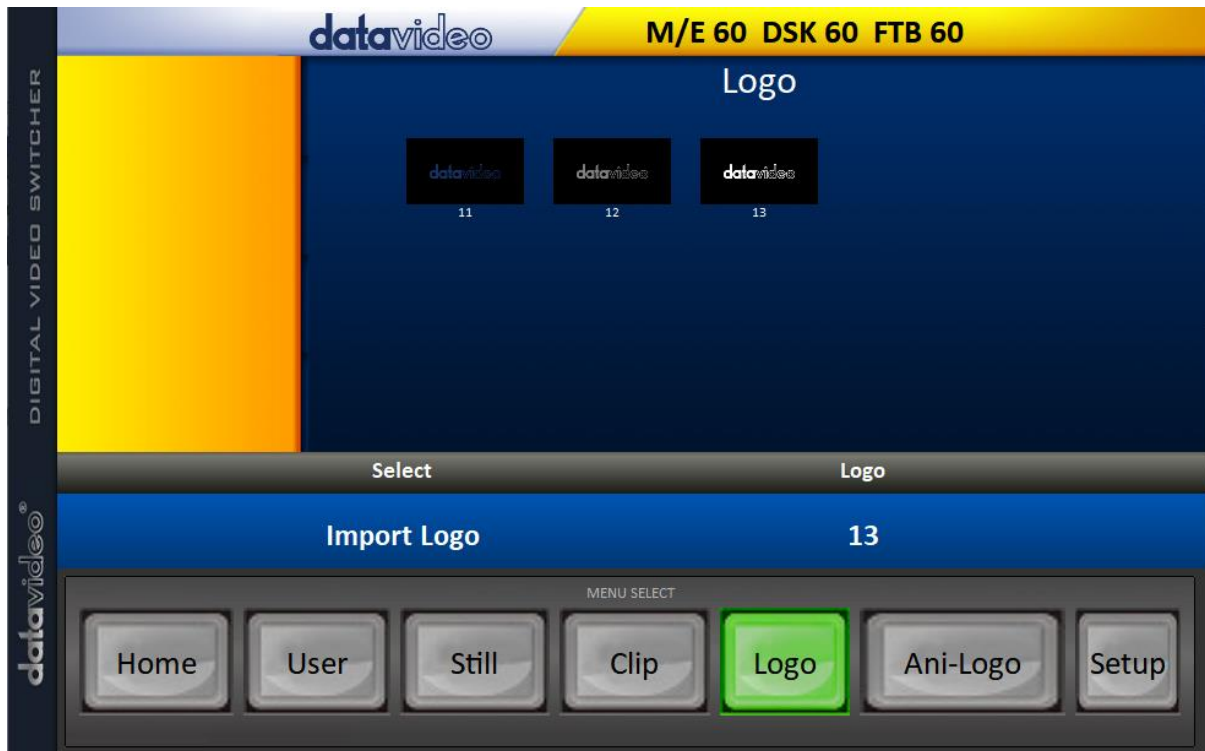 datavideo
M/E 60 DSK 60 FTB 60
Logo
datavideo
datavideo
datavideo
11
12
13
Select
Logo
Import Logo
13
MENU SELECT
Home
User
Still
Clip
Logo
Ani-Logo
Setup
DIGITAL VIDEO SWITCHER
datavideo®